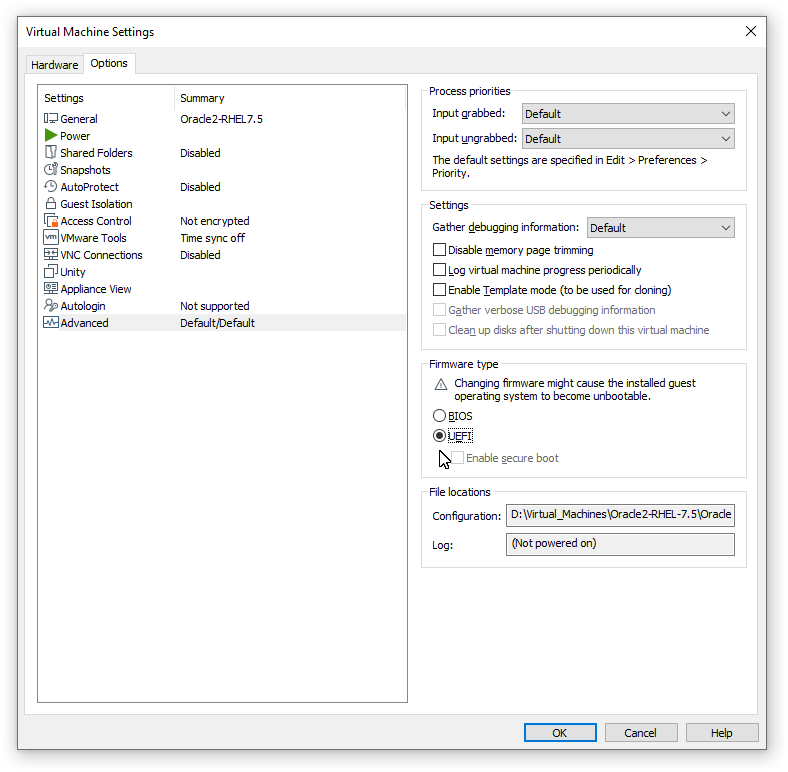 Virtual Machine Settings
Hardware
Options
Settings Summary
General Oracle2-RHEL7.5
Power
Shared Folders Disabled
Snapshots
AutoProtect Disabled
Guest Isolation
Access Control Not encrypted
vm VMware Tools Time sync off
VNC Connections Disabled
Unity
Appliance View
Autologin Not supported
Advanced Default/Default
Process priorities
Input grabbed: Default
Input ungrabbed: Default
The default settings are specified in Edit > Preferences >
Priority.
Settings
Gather debugging information: Default
Disable memory page trimming
Log virtual machine progress periodically
Enable Template mode (to be used for cloning)
Gather verbose USB debugging information
Clean up disks after shutting down this virtual machine
Firmware type
Changing firmware might cause the installed guest
operating system to become unbootable.
BIOS
UEFI
Enable secure boot
File locations
Configuration: D:\Virtual_Machines\Oracle2-RHEL-7.5\Oracle
Log: (Not powered on)
OK Cancel Help